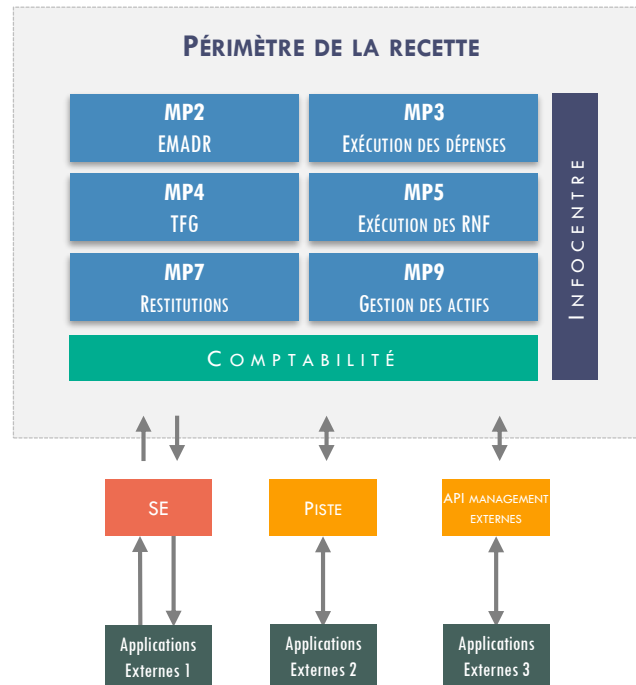 PÉRIMÈTRE DE LA RECETTE
MP2
EMADR
MP3
EXÉCUTION DES DÉPENSES
MP4
TFG
MP5
EXÉCUTION DES RNF
MP7
RESTITUTIONS
MP9
GESTION DES ACTIFS
COMPTABILITÉ
INFOCENTRE
SE
PISTE
API MANAGEMENT
EXTERNES
Applications
Externes 1
Applications
Externes 2
Applications
Externes 3